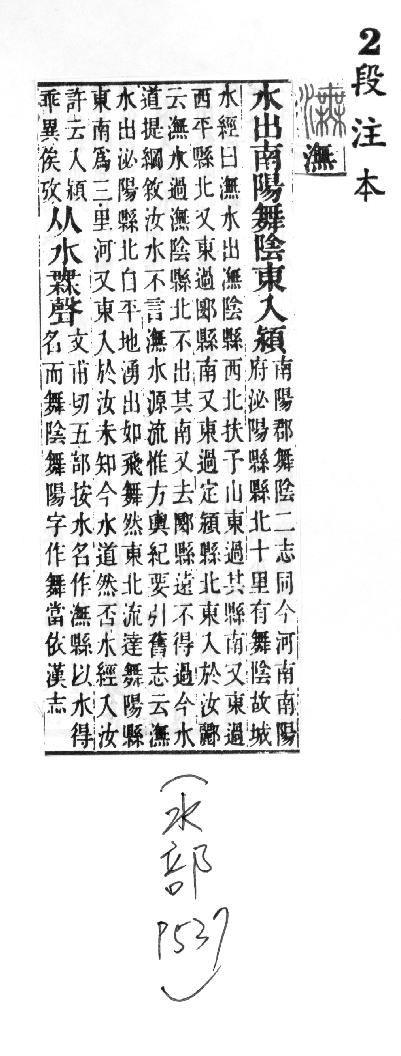 2段注本
潕
水出南陽舞陰東入潁
南陽郡舞陰二志同今河南南陽
府泌陽縣縣北十里有舞陰故城
水經曰潕水出潕陰縣西北扶予山東過其縣南又東過
西平縣北又東過郾縣南又東過定潁縣北東入於汝酈
云潕水過潕陰縣北不出其南又去郾縣遠不得過今水
道提綱敘汝水不言潕水源流惟方輿紀要引舊志云潕
水出泌陽縣北自平地湧出如飛舞然東北流達舞陽縣
東南爲三里河又東入於汝未知今水道然否水經入汝
許云入潁
乖異俟攷
从水𣞤聲
文甫切五部按水名作潕縣以水得
名而舞陰舞陽字作舞當依漢志
(水部
P537)